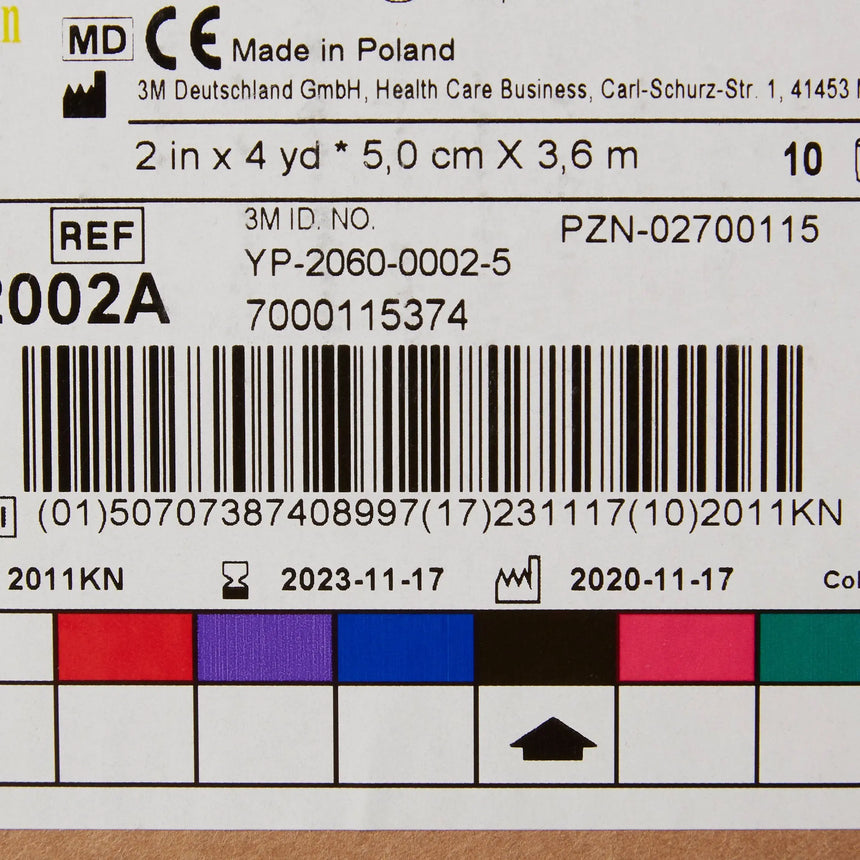 n
MD CE Made in Poland
3M Deutschland GmbH, Health Care Business, Carl-Schurz-Str. 1, 41453
2 in x 4 yd * 5,0 cm X 3,6 m 10
REF 3M ID. NO. PZN-02700115
YP-2060-0002-5
2002A 7000115374
(01)50707387408997(17)231117(10)2011KN
2011KN 2023-11-17 2020-11-17 Col